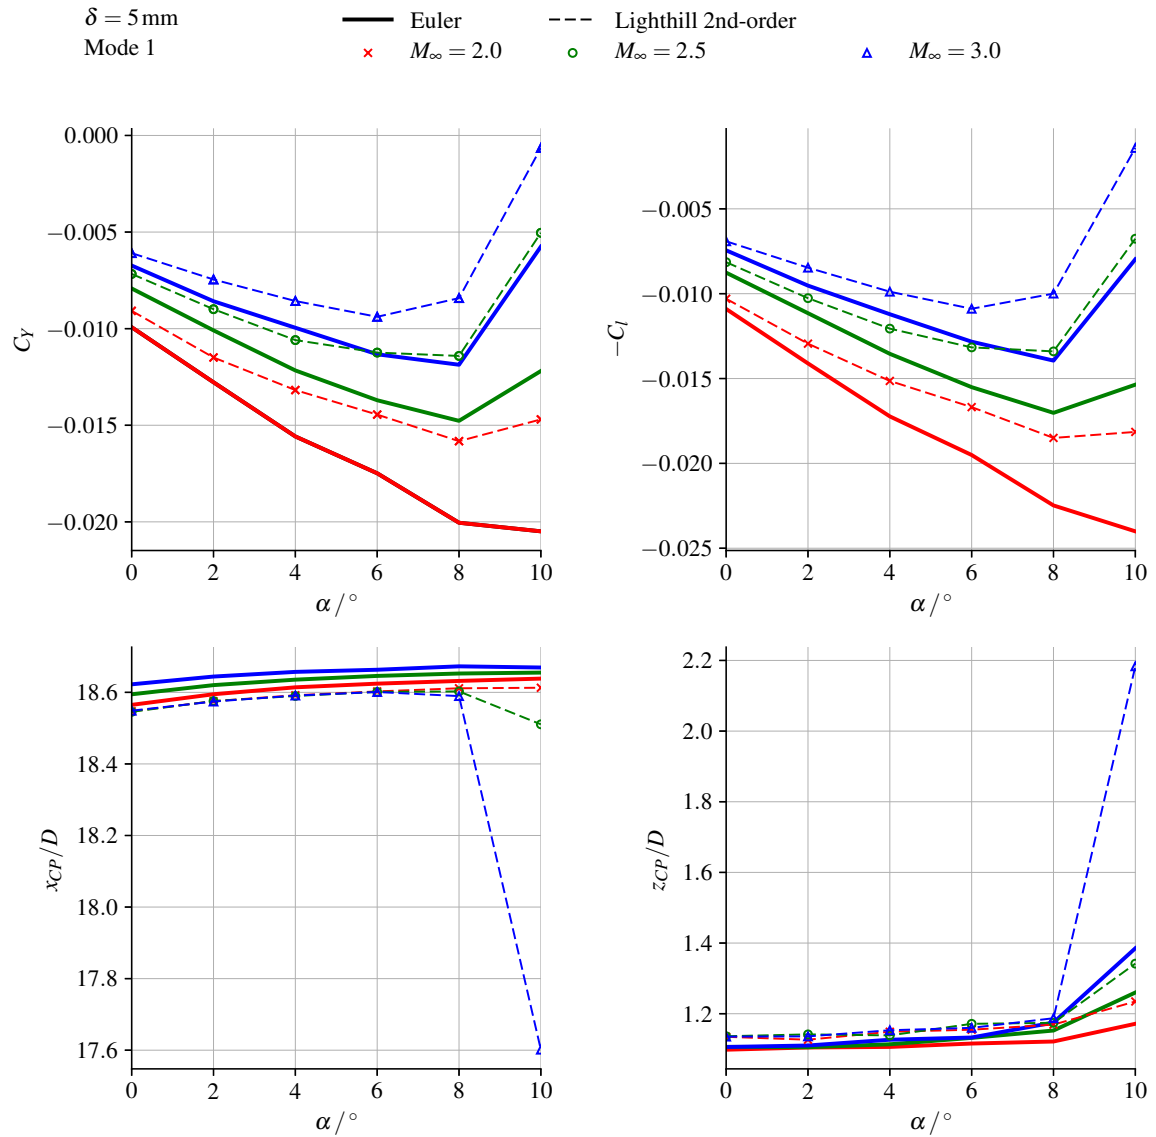 δ = 5 mm
Euler
Lighthill 2nd-order
Mode 1
M∞ = 2.0
M∞ = 2.5
M∞ = 3.0
0.000
−0.005
−0.010
−0.015
−0.020
C_Y
0 2 4 6 8 10
α/°
−0.005
−0.010
−0.015
−0.020
−0.025
−C_l
0 2 4 6 8 10
α/°
18.6
18.4
18.2
18.0
17.8
17.6
x_CP/D
0 2 4 6 8 10
α/°
2.2
2.0
1.8
1.6
1.4
1.2
z_CP/D
0 2 4 6 8 10
α/°